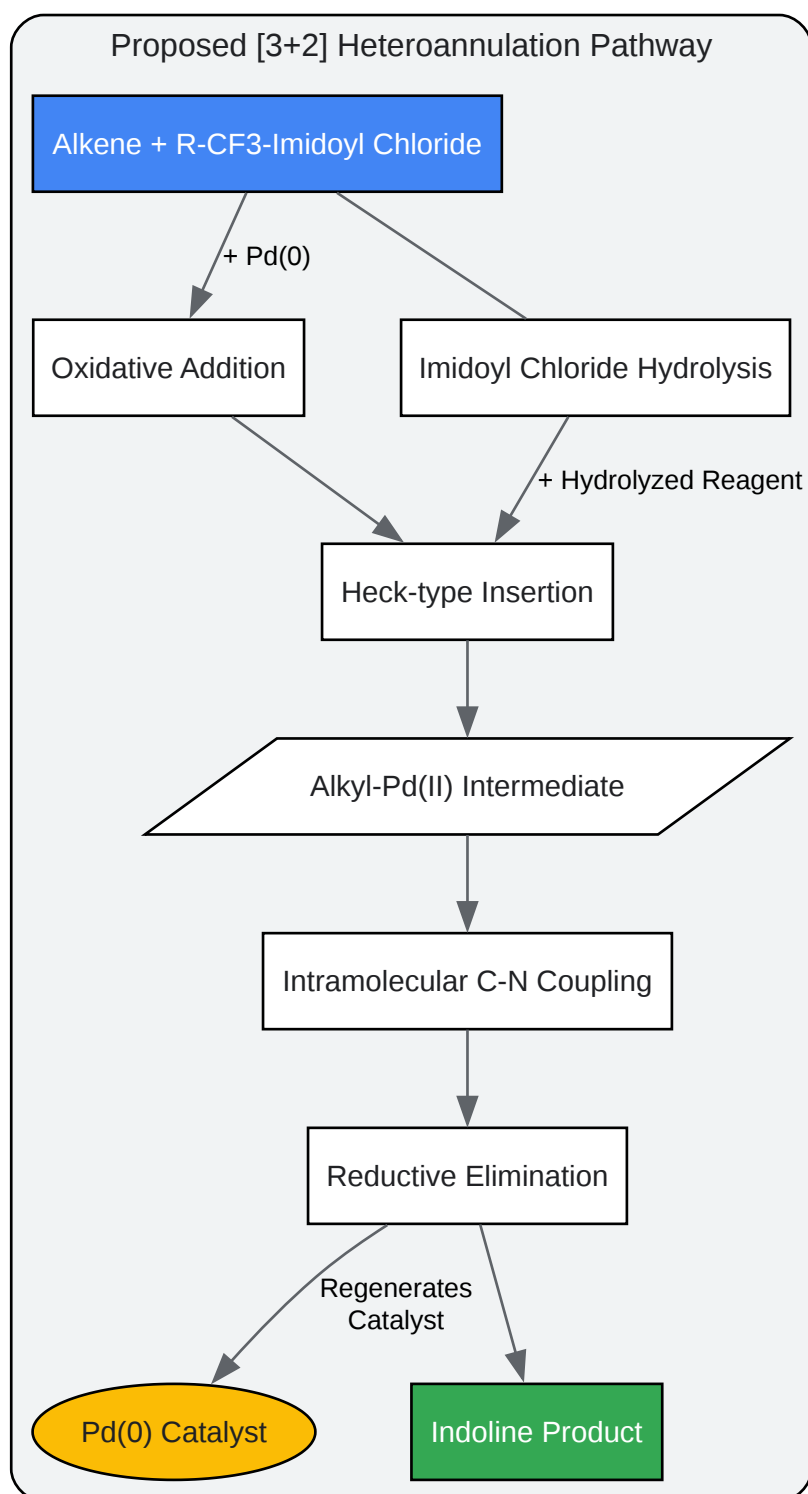 Proposed [3+2] Heteroannulation Pathway
Alkene + R-CF3-Imidoyl Chloride
+ Pd(0)
Oxidative Addition
Imidoyl Chloride Hydrolysis
+ Hydrolyzed Reagent
Heck-type Insertion
Alkyl-Pd(II) Intermediate
Intramolecular C-N Coupling
Reductive Elimination
Regenerates
Catalyst
Pd(0) Catalyst
Indoline Product